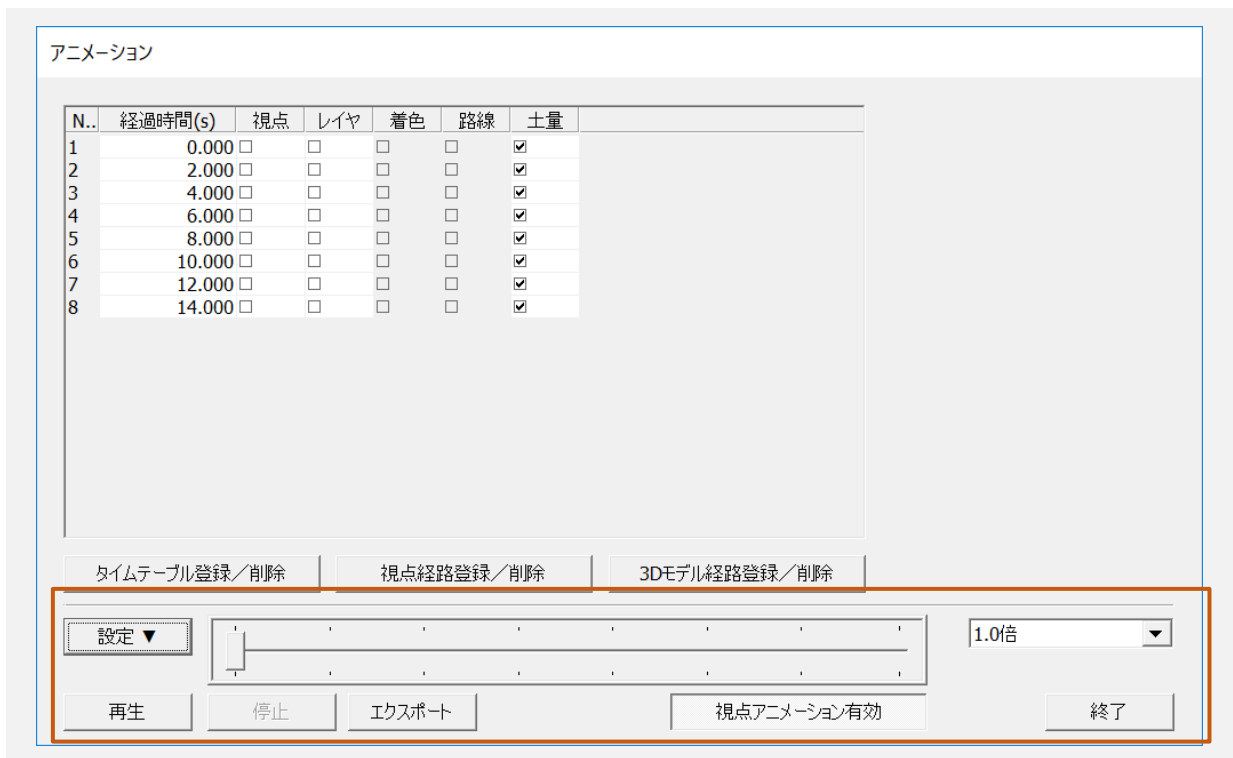 アニメーション
N.. 経過時間(s) 視点 レイヤ 着色 路線 土量
1 0.000
2 2.000
3 4.000
4 6.000
5 8.000
6 10.000
7 12.000
8 14.000
タイムテーブル登録／削除 視点経路登録／削除 3Dモデル経路登録／削除
設定 ▼ 1.0倍
再生 停止 エクスポート 視点アニメーション有効 終了